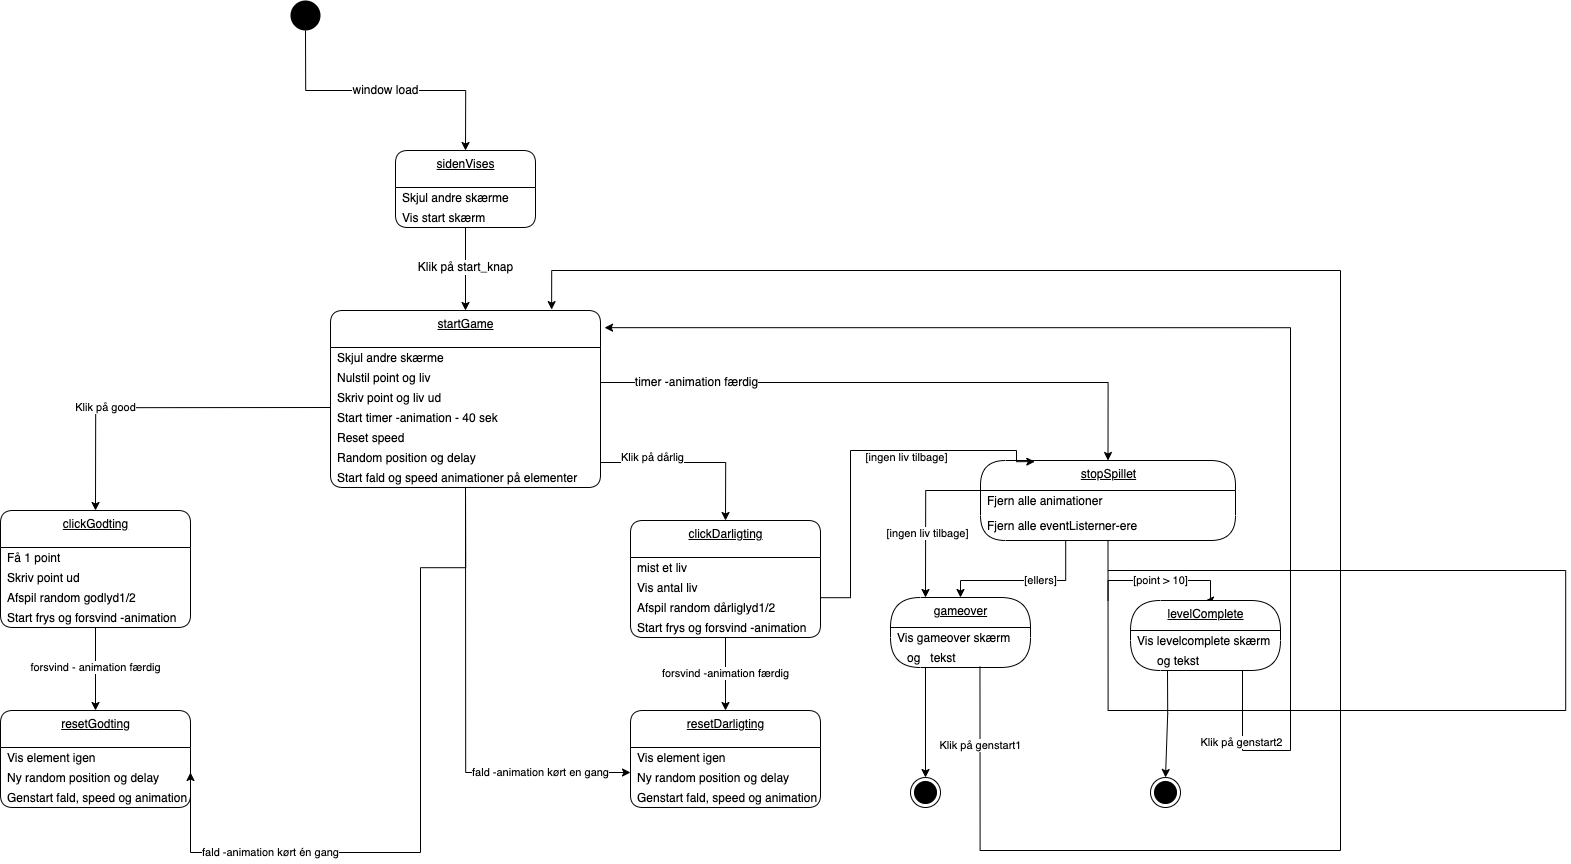 window load
sidenVises
Skjul andre skærme
Vis start skærm
Klik på start_knap
startGame
Skjul andre skærme
Nulstil point og liv
Skriv point og liv ud
Start timer -animation - 40 sek
Reset speed
Random position og delay
Start fald og speed animationer på elementer
timer -animation færdig
Klik på good
Klik på dårlig
[ingen liv tilbage]
stopSpillet
Fjern alle animationer
Fjern alle eventListerner-ere
clickGodting
Få 1 point
Skriv point ud
Afspil random godlyd1/2
Start frys og forsvind -animation
clickDarligting
mist et liv
Vis antal liv
Afspil random dårliglyd1/2
Start frys og forsvind -animation
[ingen liv tilbage]
[ellers]
[point > 10]
gameover
Vis gameover skærm
og tekst
levelComplete
Vis levelcomplete skærm
og tekst
forsvind - animation færdig
forsvind -animation færdig
resetGodting
Vis element igen
Ny random position og delay
Genstart fald, speed og animation
resetDarligting
Vis element igen
Ny random position og delay
Genstart fald, speed og animation
fald -animation kørt en gang
Klik på genstart1
Klik på genstart2
fald -animation kørt én gang